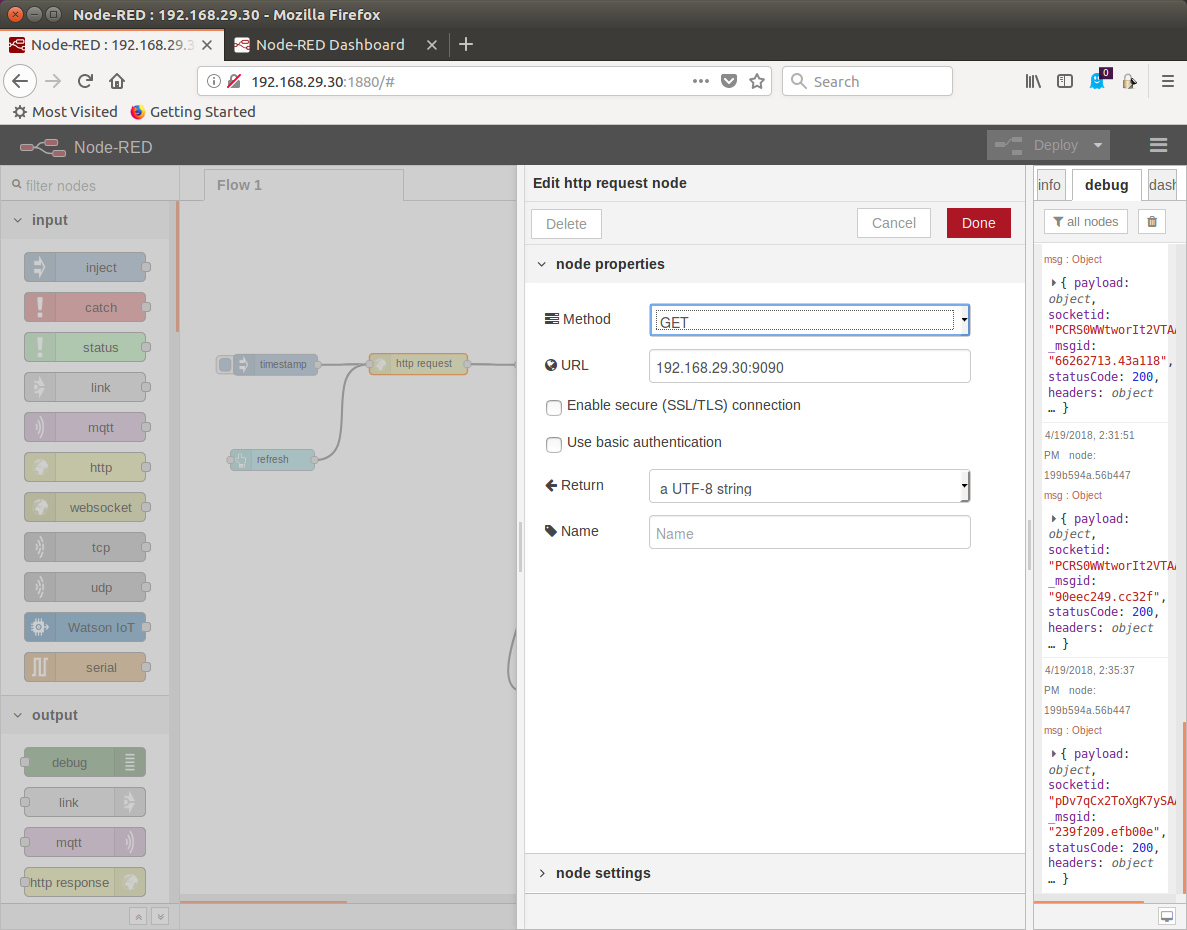 Node-RED : 192.168.29.30 - Mozilla Firefox
Node-RED : 192.168.29.3
Node-RED Dashboard
192.168.29.30:1880/#
Search
0
Most Visited
Getting Started
Node-RED
Deploy
filter nodes
input
inject
catch
status
link
mqtt
http
websocket
tcp
udp
Watson IoT
serial
output
debug
link
mqtt
http response
Flow 1
timestamp
http request
refresh
Edit http request node
Delete
Cancel
Done
node properties
Method
GET
URL
192.168.29.30:9090
Enable secure (SSL/TLS) connection
Use basic authentication
Return
a UTF-8 string
Name
Name
node settings
info
debug
dash
all nodes
msg : Object
{ payload:
object,
socketid:
"PCRS0WWtworIt2VTA
_msgid:
"66262713.43a118",
statusCode: 200,
headers: object
… }
4/19/2018, 2:31:51
PM node:
199b594a.56b447
msg : Object
{ payload:
object,
socketid:
"PCRS0WWtworIt2VTA
_msgid:
"90eec249.cc32f",
statusCode: 200,
headers: object
… }
4/19/2018, 2:35:37
PM node:
199b594a.56b447
msg : Object
{ payload:
object,
socketid:
"pDv7qCx2ToXgK7ySA
_msgid:
"239f209.efb00e",
statusCode: 200,
headers: object
… }